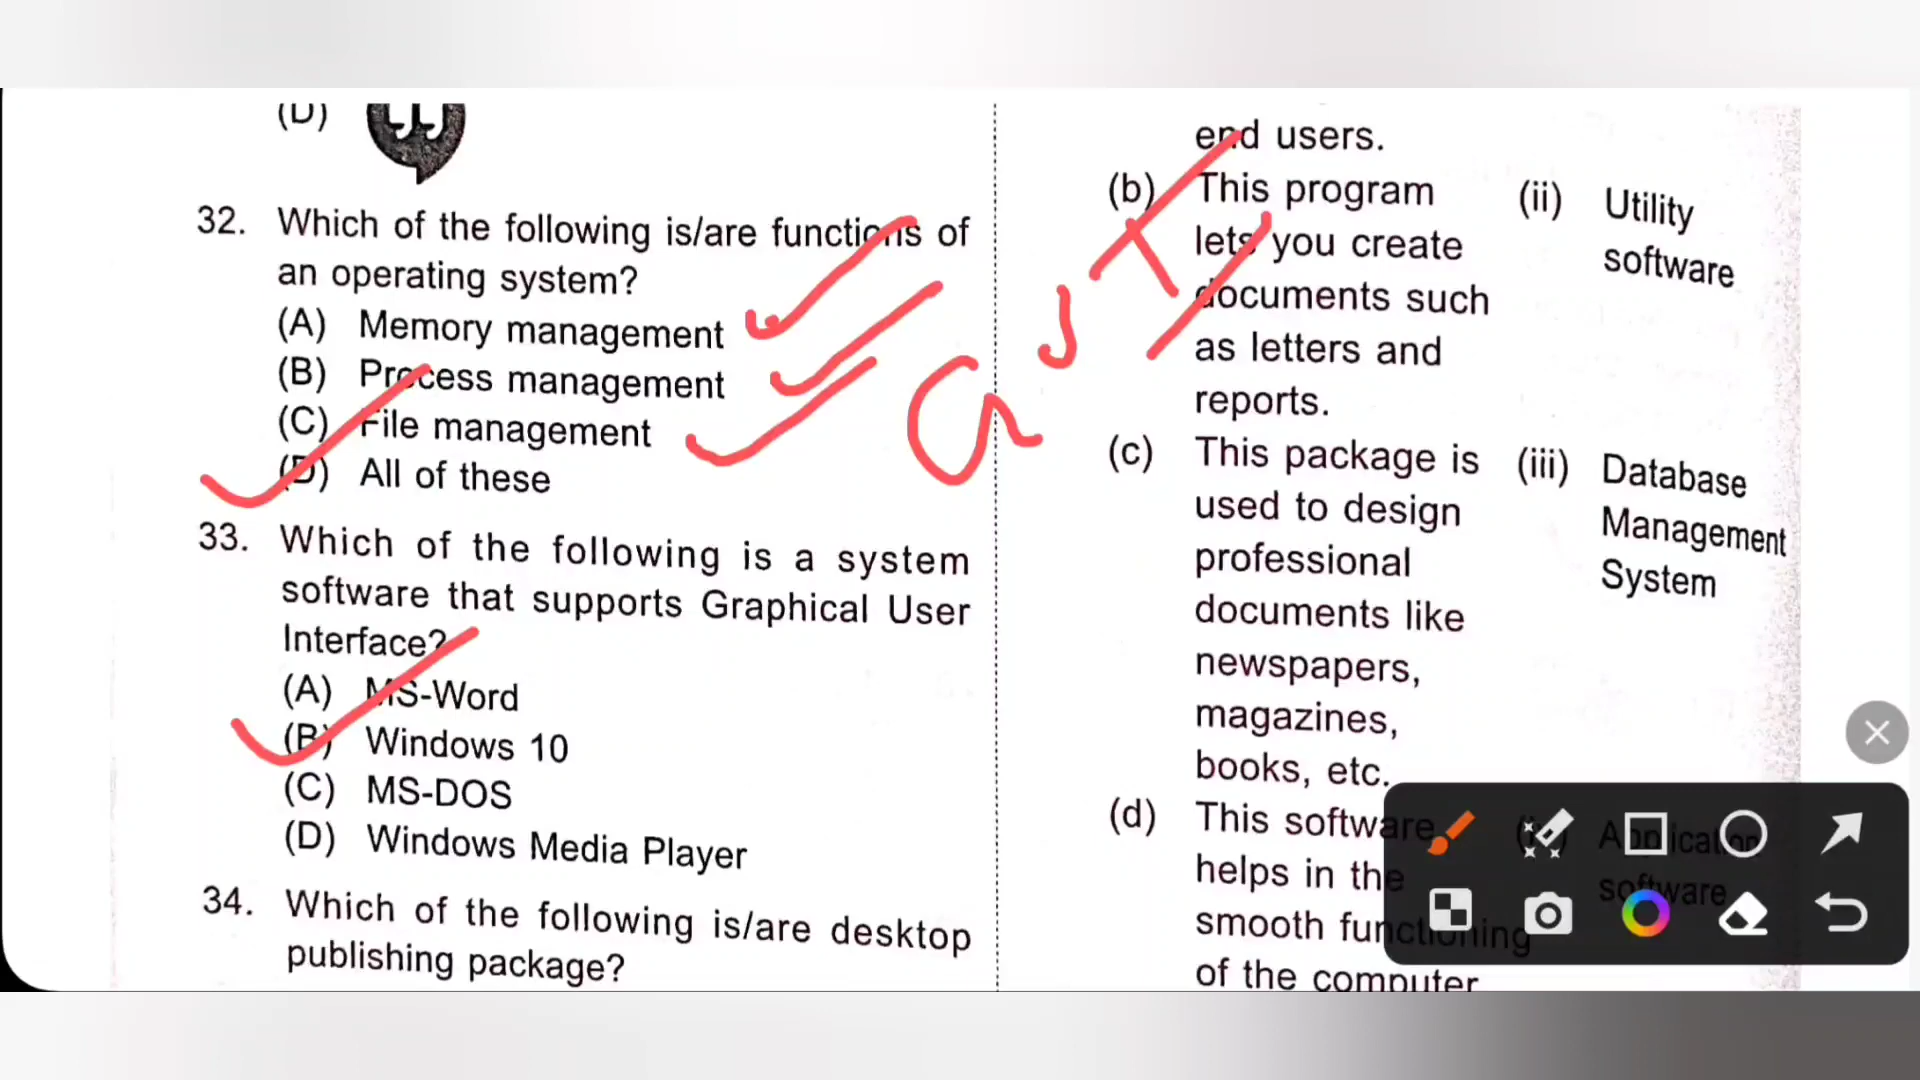 (D)
32. Which of the following is/are functions of
an operating system?
(A) Memory management
(B) Process management
(C) File management
(D) All of these
33. Which of the following is a system
software that supports Graphical User
Interface?
(A) MS-Word
(B) Windows 10
(C) MS-DOS
(D) Windows Media Player
34. Which of the following is/are desktop
publishing package?
end users.
(b) This program
lets you create
documents such
as letters and
reports.
(ii) Utility
software
(c) This package is
used to design
professional
documents like
newspapers,
magazines,
books, etc.
(iii) Database
Management
System
(d) This software
helps in the
smooth functioning
of the computer
Application
software